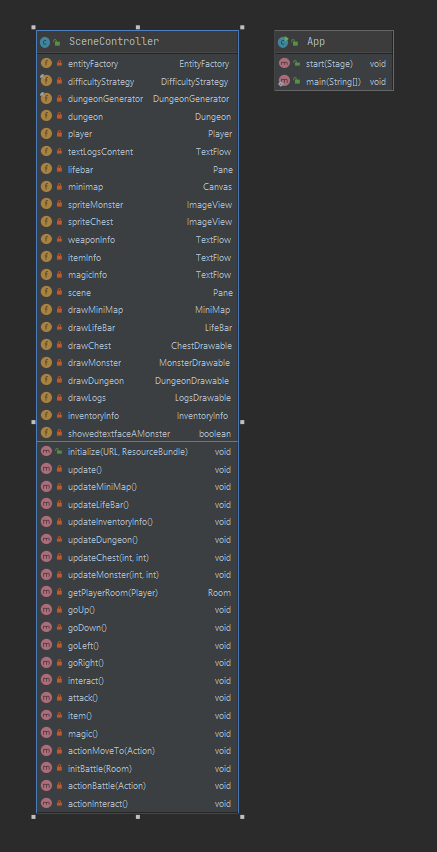 SceneController
entityFactory EntityFactory
difficultyStrategy DifficultyStrategy
dungeonGenerator DungeonGenerator
dungeon Dungeon
player Player
textLogsContent TextFlow
lifebar Pane
minimap Canvas
spriteMonster ImageView
spriteChest ImageView
weaponInfo TextFlow
itemInfo TextFlow
magicInfo TextFlow
scene Pane
drawMiniMap MiniMap
drawLifeBar LifeBar
drawChest ChestDrawable
drawMonster MonsterDrawable
drawDungeon DungeonDrawable
drawLogs LogsDrawable
inventoryInfo InventoryInfo
showedtextfaceAMonster boolean
initialize(URL, ResourceBundle) void
update() void
updateMiniMap() void
updateLifeBar() void
updateInventoryInfo() void
updateDungeon() void
updateChest(int, int) void
updateMonster(int, int) void
getPlayerRoom(Player) Room
goUp() void
goDown() void
goLeft() void
goRight() void
interact() void
attack() void
item() void
magic() void
actionMoveTo(Action) void
initBattle(Room) void
actionBattle(Action) void
actionInteract() void
App
start(Stage) void
main(String[]) void